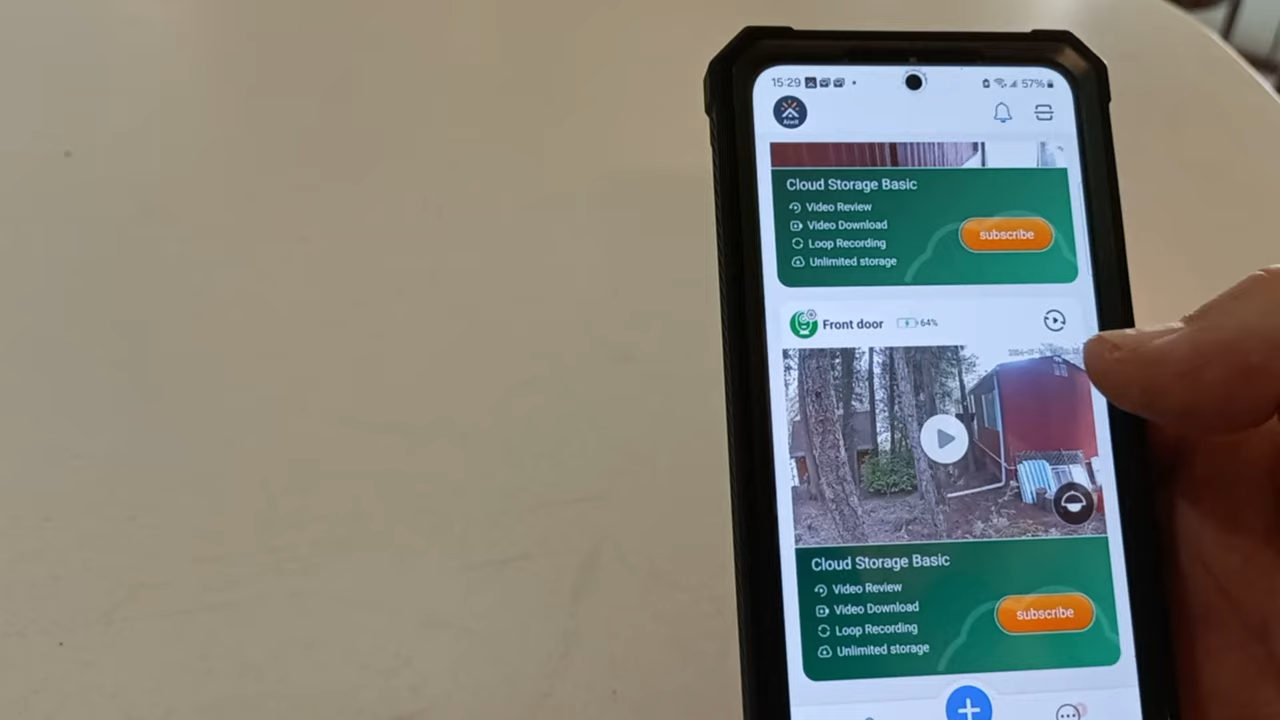 15:29
57%
Cloud Storage Basic
Video Review
Video Download
Loop Recording
Unlimited storage
subscribe
Front door
64%
Cloud Storage Basic
Video Review
Video Download
Loop Recording
Unlimited storage
subscribe